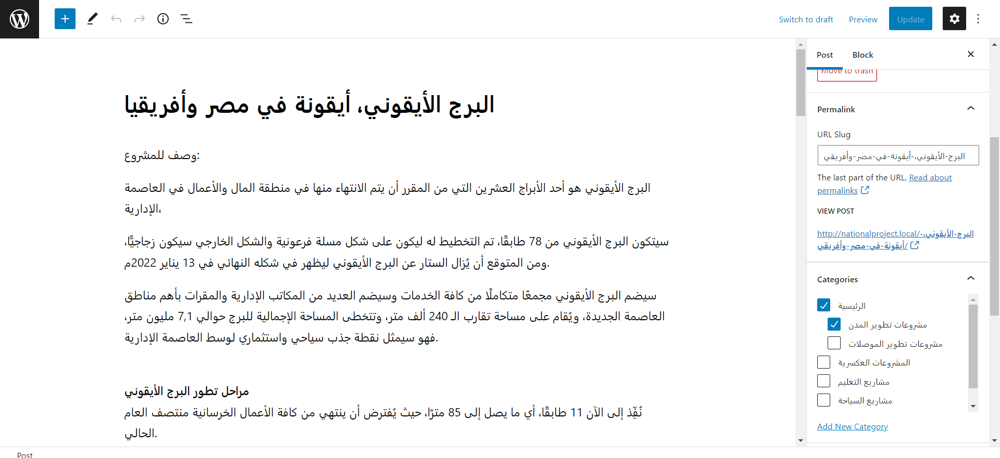 Switch to draft
Preview
Update
البرج الأيقوني، أيقونة في مصر وأفريقيا
وصف للمشروع:
البرج الأيقوني هو أحد الأبراج العشرين التي من المقرر أن يتم الانتهاء منها في منطقة المال والأعمال في العاصمة
الإدارية،
سيتكون البرج الأيقوني من 78 طابقًا، تم التخطيط له ليكون على شكل مسلة فرعونية والشكل الخارجي سيكون زجاجيًّا،
ومن المتوقع أن يُزال الستار عن البرج الأيقوني ليظهر في شكله النهائي في 13 يناير 2022م.
سيضم البرج الأيقوني مجمعًا متكاملًا من كافة الخدمات وسيضم العديد من المكاتب الإدارية والمقرات بأهم مناطق
العاصمة الجديدة، ويُقام على مساحة تقارب الـ 240 ألف متر، وتتخطى المساحة الإجمالية للبرج حوالي 7,1 مليون متر،
فهو سيمثل نقطة جذب سياحي واستثماري لوسط العاصمة الإدارية.
مراحل تطور البرج الأيقوني
نُفِّذ إلى الآن 11 طابقًا، أي ما يصل إلى 85 مترًا، حيث يُفترض أن ينتهي من كافة الأعمال الخرسانية منتصف العام
الحالي.
Post
Block
Move to trash
Permalink
URL Slug
البرج-الأيقوني،-أيقونة-في-مصر-وأفريقي
The last part of the URL. Read about
permalinks
VIEW POST
http://nationalproject.local/البرج-الأيقوني،-
أيقونة-في-مصر-وأفريقي/
Categories
الرئيسية
مشروعات تطوير المدن
مشروعات تطوير الموصلات
المشروعات العكسرية
مشاريع التعليم
مشاريع السياحة
Add New Category
Post